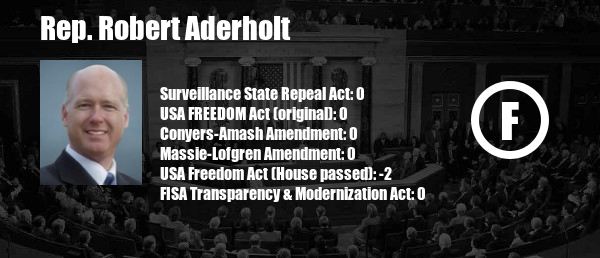 Rep. Robert Aderholt
Surveillance State Repeal Act: 0
USA FREEDOM Act (original): 0
Conyers-Amash Amendment: 0
Massie-Lofgren Amendment: 0
USA Freedom Act (House passed): -2
FISA Transparency & Modernization Act: 0
F